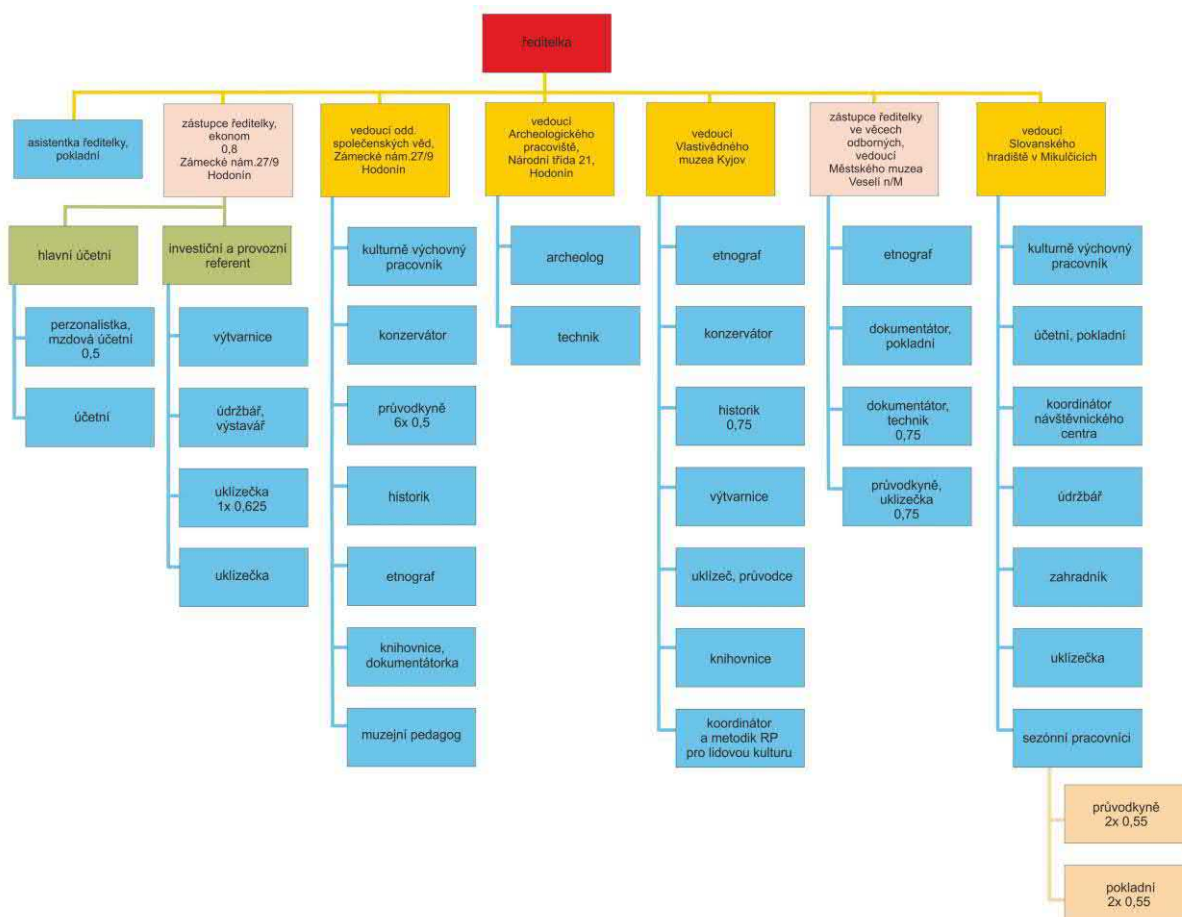 ředitelka
asistentka ředitelky,
pokladní
zástupce ředitelky,
ekonom
0,8
Zámecké nám.27/9
Hodonín
vedoucí odd.
společenských věd,
Zámecké nám.27/9
Hodonín
vedoucí
Archeologického
pracoviště,
Národní třída 21,
Hodonín
vedoucí
Vlastivědného
muzea Kyjov
zástupce ředitelky
ve věcech
odborných,
vedoucí
Městského muzea
Veselí n/M
vedoucí
Slovanského
hradiště v Mikulčicích
hlavní účetní
investiční a provozní
referent
perzonalistka,
mzdová účetní
0,5
účetní
výtvarnice
údržbář,
výstavář
uklízečka
1x 0,625
uklízečka
kulturně výchovný
pracovník
konzervátor
průvodkyně
6x 0,5
historik
etnograf
knihovnice,
dokumentátorka
muzejní pedagog
archeolog
technik
etnograf
konzervátor
historik
0,75
výtvarnice
uklízeč, průvodce
knihovnice
koordinátor
a metodik RP
pro lidovou kulturu
etnograf
dokumentátor,
pokladní
dokumentátor,
technik
0,75
průvodkyně,
uklizečka
0,75
kulturně výchovný
pracovník
účetní, pokladní
koordinátor
návštěvnického
centra
údržbář
zahradník
uklízečka
sezónní pracovníci
průvodkyně
2x 0,55
pokladní
2x 0,55